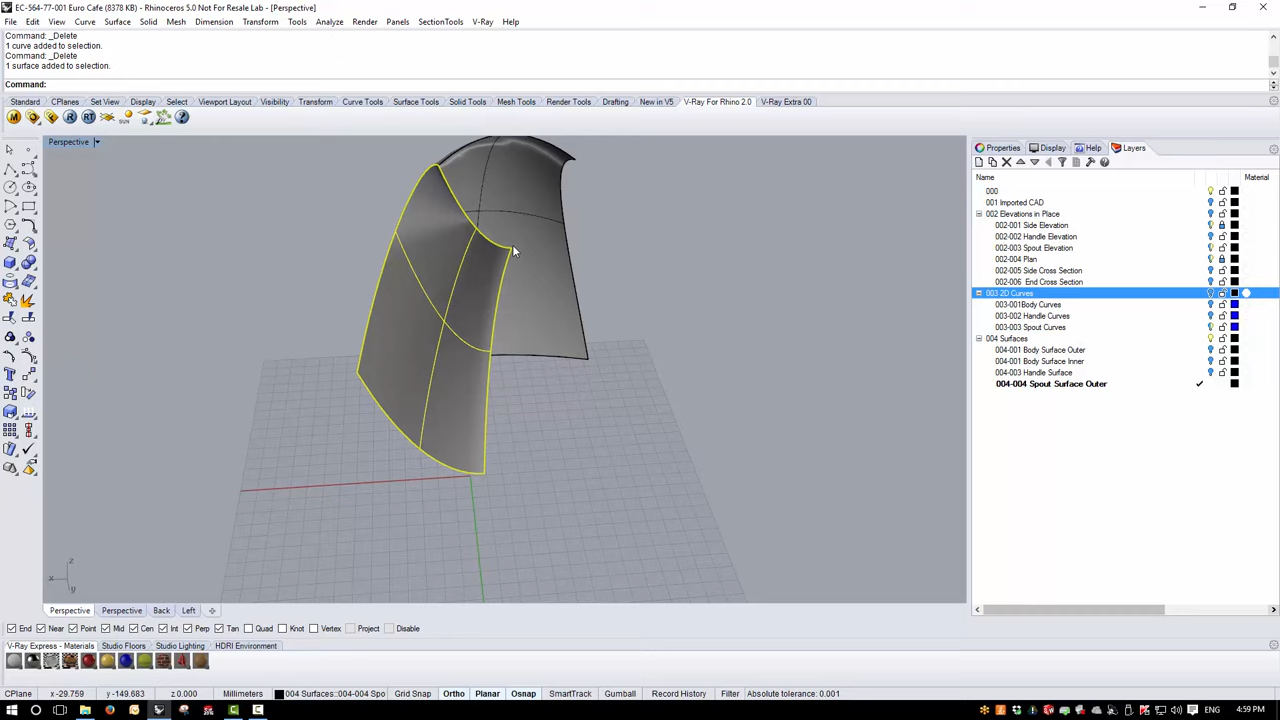 EC-564-77-001 Euro Cafe (8378 KB) - Rhinoceros 5.0 Not For Resale Lab - [Perspective]
File Edit View Curve Surface Solid Mesh Dimension Transform Tools Analyze Render Panels SectionTools V-Ray Help
Command: _Delete
1 curve added to selection.
Command: _Delete
1 surface added to selection.
Command:
Standard CPlanes Set View Display Select Viewport Layout Visibility Transform Curve Tools Surface Tools Solid Tools Mesh Tools Render Tools Drafting New in V5 V-Ray For Rhino 2.0 V-Ray Extra 00
Perspective
Properties Display Help Layers
Name Material
000
001 Imported CAD
002 Elevations in Place
002-001 Side Elevation
002-002 Handle Elevation
002-003 Spout Elevation
002-004 Plan
002-005 Side Cross Section
002-006 End Cross Section
003 2D Curves
003-001Body Curves
003-002 Handle Curves
003-003 Spout Curves
004 Surfaces
004-001 Body Surface Outer
004-001 Body Surface Inner
004-003 Handle Surface
004-004 Spout Surface Outer
z
x
y
Perspective Perspective Back Left
End Near Point Mid Cen Int Perp Tan Quad Knot Vertex Project Disable
V-Ray Express - Materials Studio Floors Studio Lighting HDRI Environment
CPlane x -29.759 y -149.683 z 0.000 Millimeters 004 Surfaces::004-004 Spo Grid Snap Ortho Planar Osnap SmartTrack Gumball Record History Filter Absolute tolerance: 0.001
ENG 4:59 PM